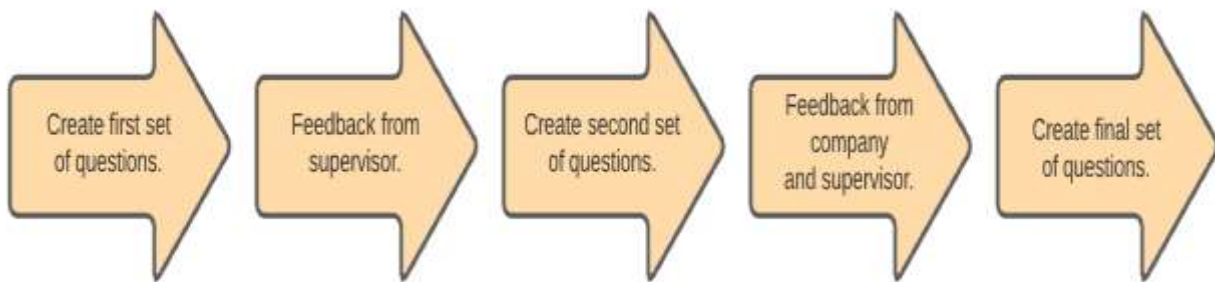 Create first set
of questions.
Feedback from
supervisor.
Create second set
of questions.
Feedback from
company
and supervisor.
Create final set
of questions.